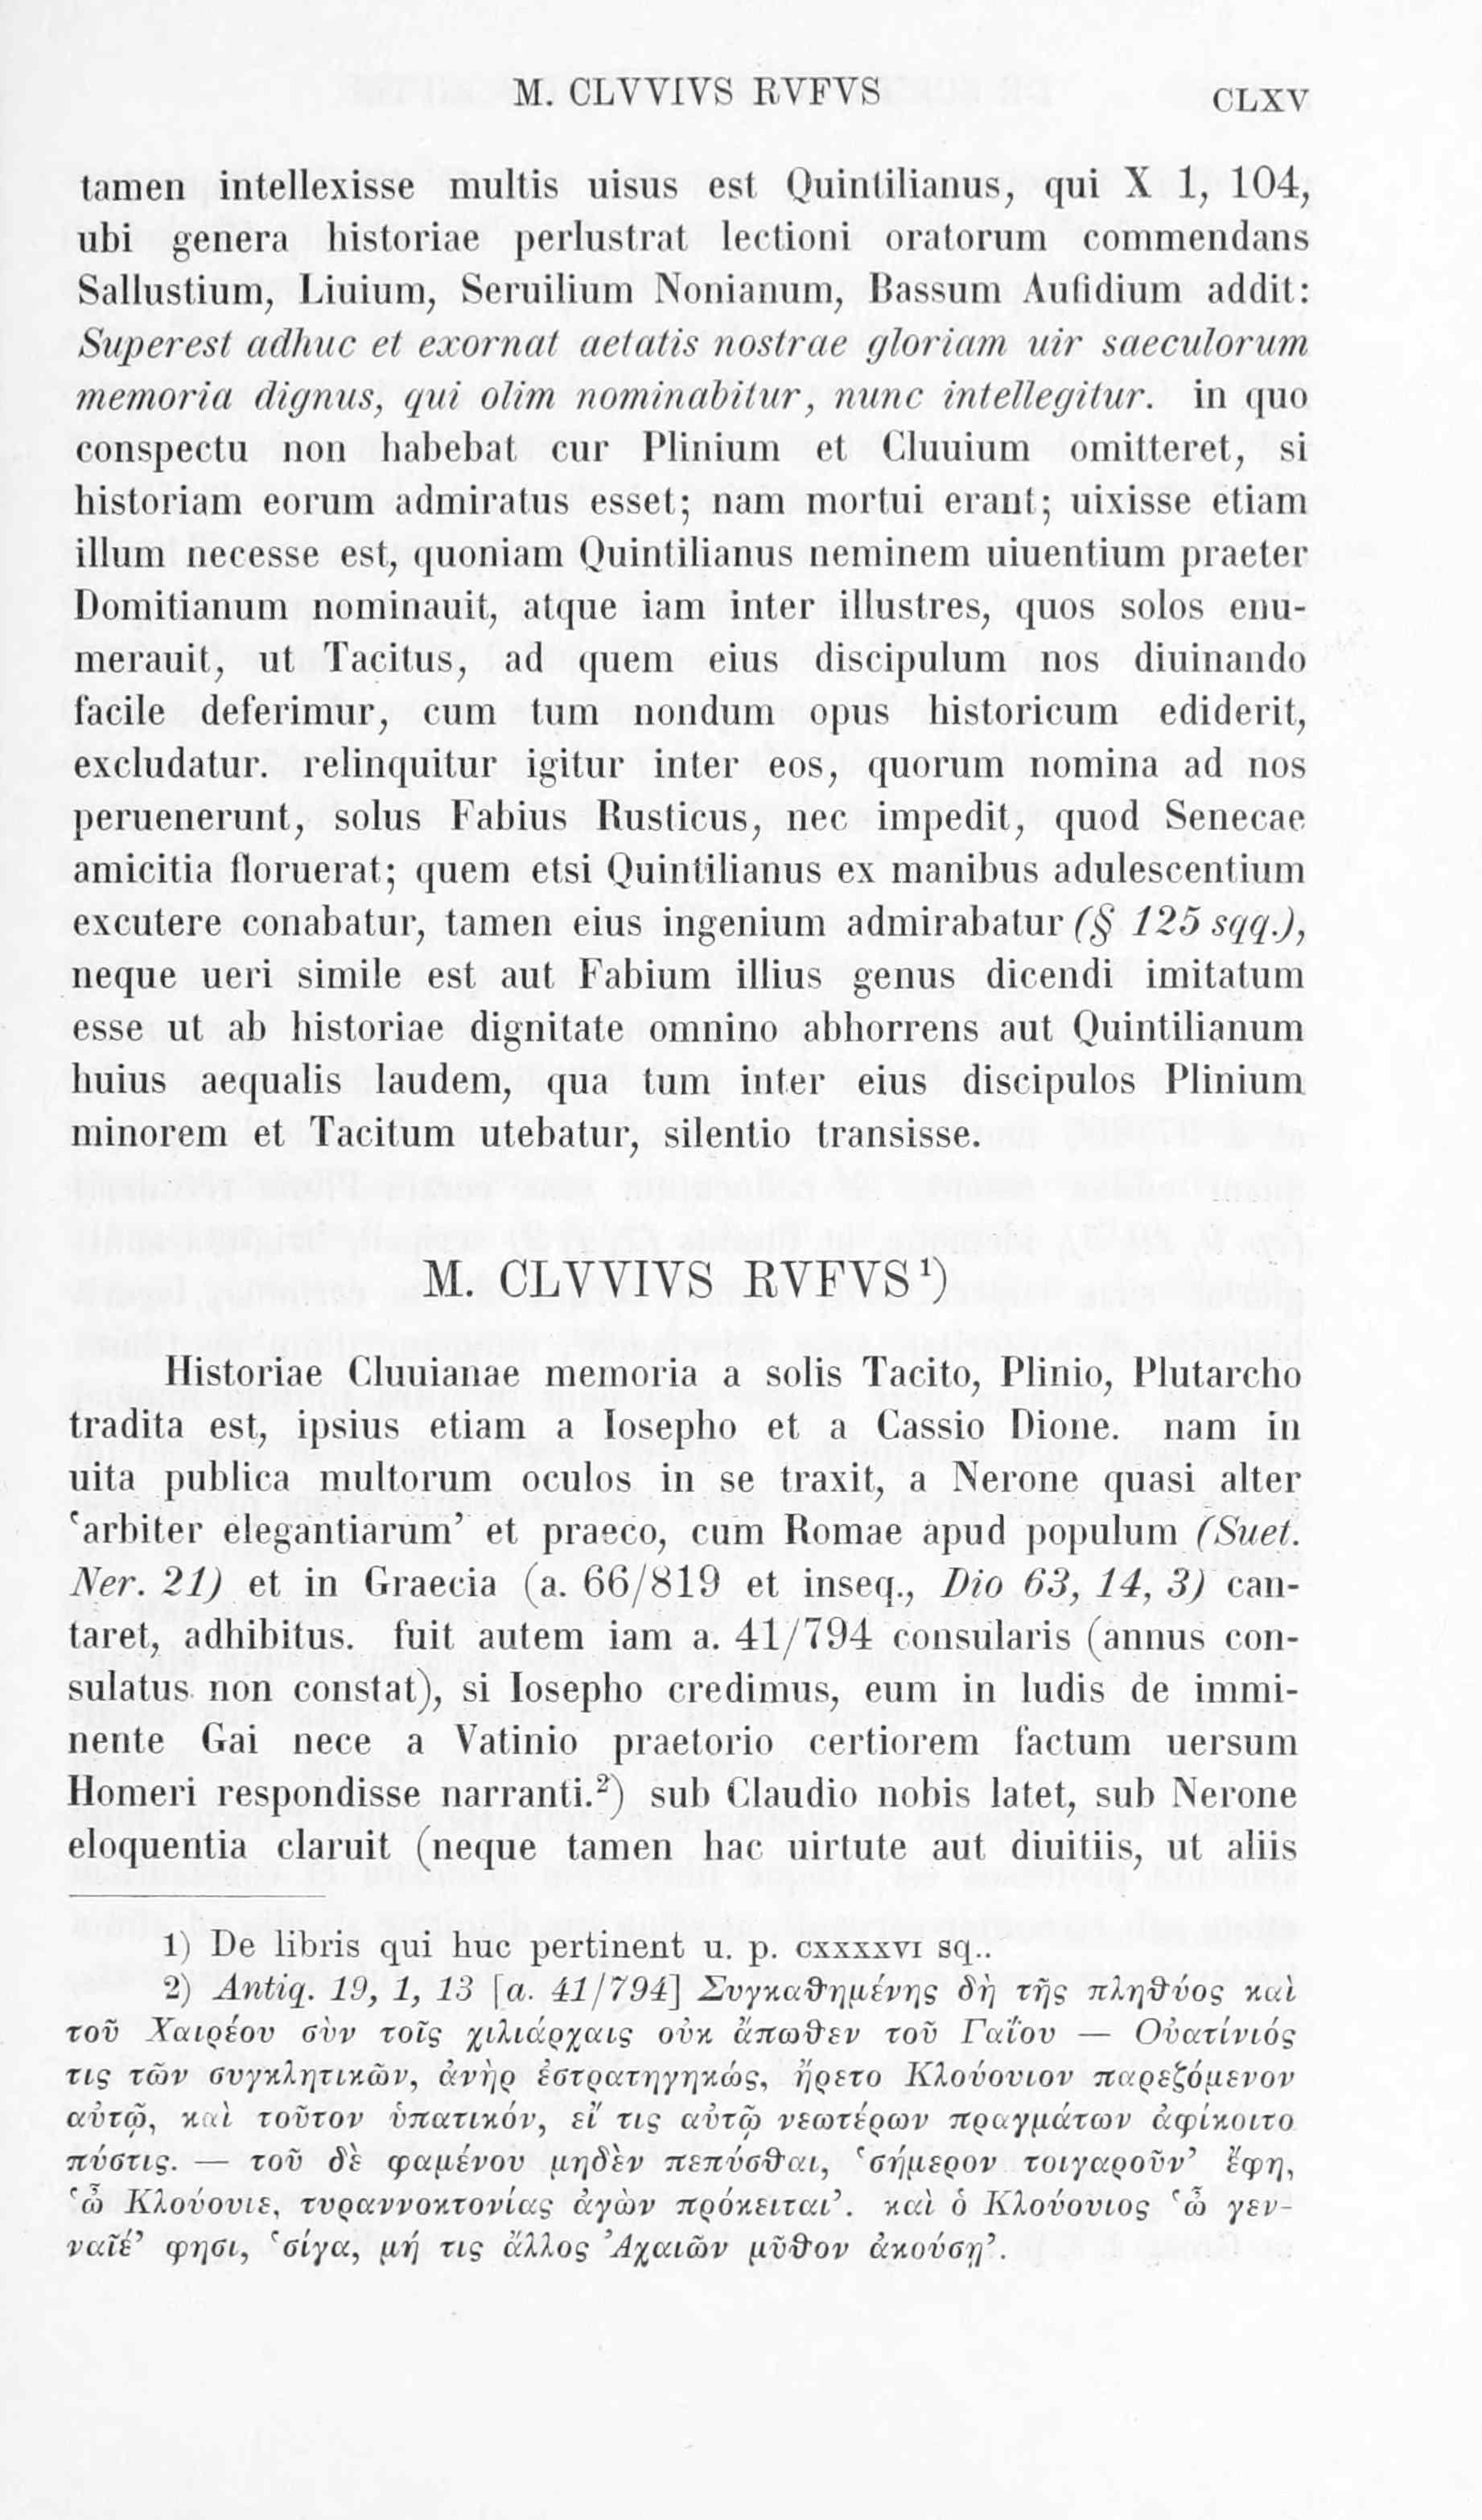 M. CLVVIVS RVFVS CLXV
tamen intellexisse multis uisus est Quintilianus, qui X 1, 104,
ubi genera historiae perlustrat lectioni oratorum commendans
Sallustium, Liuium, Seruilium Nonianum, Bassum Aufidium addit:
Superest adhuc et exornat aetatis nostrae gloriam uir saeculorum
memoria dignus, qui olim nominabitur, nunc intellegitur. in quo
conspectu non habebat cur Plinium et Cluuium omitteret, si
historiam eorum admiratus esset; nam mortui erant; uixisse etiam
illum necesse est, quoniam Quintilianus neminem uiuentium praeter
Domitianum nominauit, atque iam inter illustres, quos solos enu-
merauit, ut Tacitus, ad quem eius discipulum nos diuinando
facile deferimur, cum tum nondum opus historicum ediderit,
excludatur. relinquitur igitur inter eos, quorum nomina ad nos
peruenerunt, solus Fabius Rusticus, nec impedit, quod Senecae
amicitia floruerat; quem etsi Quintilianus ex manibus adulescentium
excutere conabatur, tamen eius ingenium admirabatur (§ 125 sqq.),
neque ueri simile est aut Fabium illius genus dicendi imitatum
esse ut ab historiae dignitate omnino abhorrens aut Quintilianum
huius aequalis laudem, qua tum inter eius discipulos Plinium
minorem et Tacitum utebatur, silentio transisse.
M. CLVVIVS RVFVS¹)
Historiae Cluuianae memoria a solis Tacito, Plinio, Plutarcho
tradita est, ipsius etiam a Iosepho et a Cassio Dione. nam in
uita publica multorum oculos in se traxit, a Nerone quasi alter
‘arbiter elegantiarum’ et praeco, cum Romae apud populum (Suet.
Ner. 21) et in Graecia (a. 66/819 et inseq., Dio 63, 14, 3) can-
taret, adhibitus. fuit autem iam a. 41/794 consularis (annus con-
sulatus non constat), si Iosepho credimus, eum in ludis de immi-
nente Gai nece a Vatinio praetorio certiorem factum uersum
Homeri respondisse narranti.²) sub Claudio nobis latet, sub Nerone
eloquentia claruit (neque tamen hac uirtute aut diuitiis, ut aliis
1) De libris qui huc pertinent u. p. CXXXXVI sq..
2) Antiq. 19, 1, 13 [a. 41/794] Συγκαθημένης δὴ τῆς πληθύος καὶ
τοῦ Χαιρέου σὺν τοῖς χιλιάρχαις οὐκ ἄπωθεν τοῦ Γαΐου — Οὐατίνιός
τις τῶν συγκλητικῶν, ἀνὴρ ἐστρατηγηκώς, ἤρετο Κλούουιον παρεζόμενον
αὐτῷ, καὶ τοῦτον ὑπατικόν, εἴ τις αὐτῷ νεωτέρων πραγμάτων ἀφίκοιτο
πύστις. — τοῦ δὲ φαμένου μηδὲν πεπύσθαι, ‘σήμερον τοιγαροῦν’ ἔφη,
‘ὦ Κλούουιε, τυραννοκτονίας ἀγὼν πρόκειται’. καὶ ὁ Κλούουιος ‘ὦ γεν-
ναῖέ’ φησι, ‘σίγα, μή τις ἄλλος Ἀχαιῶν μῦθον ἀκούσῃ’.